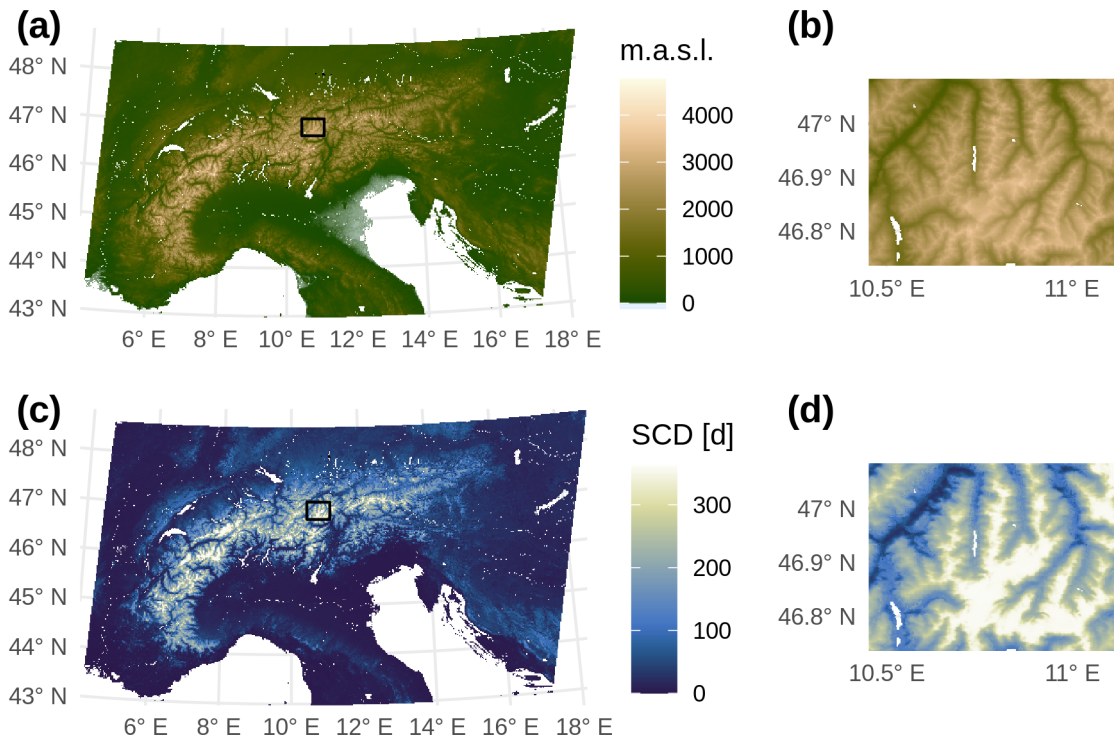 (a)
48° N
47° N
46° N
45° N
44° N
43° N
6° E 8° E 10° E 12° E 14° E 16° E 18° E
m.a.s.l.
4000
3000
2000
1000
0
(b)
47° N
46.9° N
46.8° N
10.5° E 11° E
(c)
48° N
47° N
46° N
45° N
44° N
43° N
6° E 8° E 10° E 12° E 14° E 16° E 18° E
SCD [d]
300
200
100
0
(d)
47° N
46.9° N
46.8° N
10.5° E 11° E